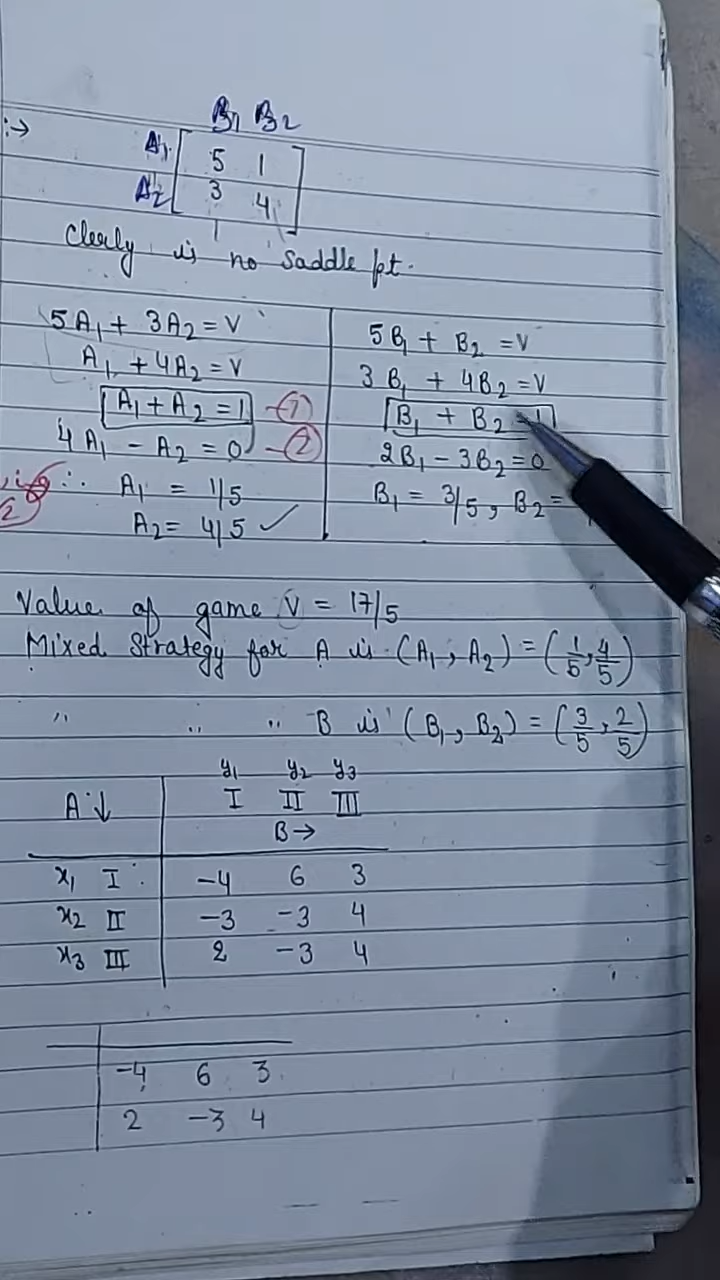 :→
B1 B2
A1 5 1
A2 3 4
Clerly is no saddle pt.
5A1 + 3A2 = V
A1 + 4A2 = V
A1 + A2 = 1 —①
4A1 - A2 = 0 —②
∴ A1 = 1/5
A2 = 4/5 ✓
5B1 + B2 = V
3B1 + 4B2 = V
B1 + B2 = 1
2B1 - 3B2 = 0
B1 = 3/5, B2 =
Value of game V = 17/5
Mixed Strategy for A is (A1, A2) = (1/5, 4/5)
" " " B is (B1, B2) = (3/5, 2/5)
y1 y2 y3
A↓ I II III
B→
x1 I -4 6 3
x2 II -3 -3 4
x3 III 2 -3 4
-4 6 3
2 -3 4